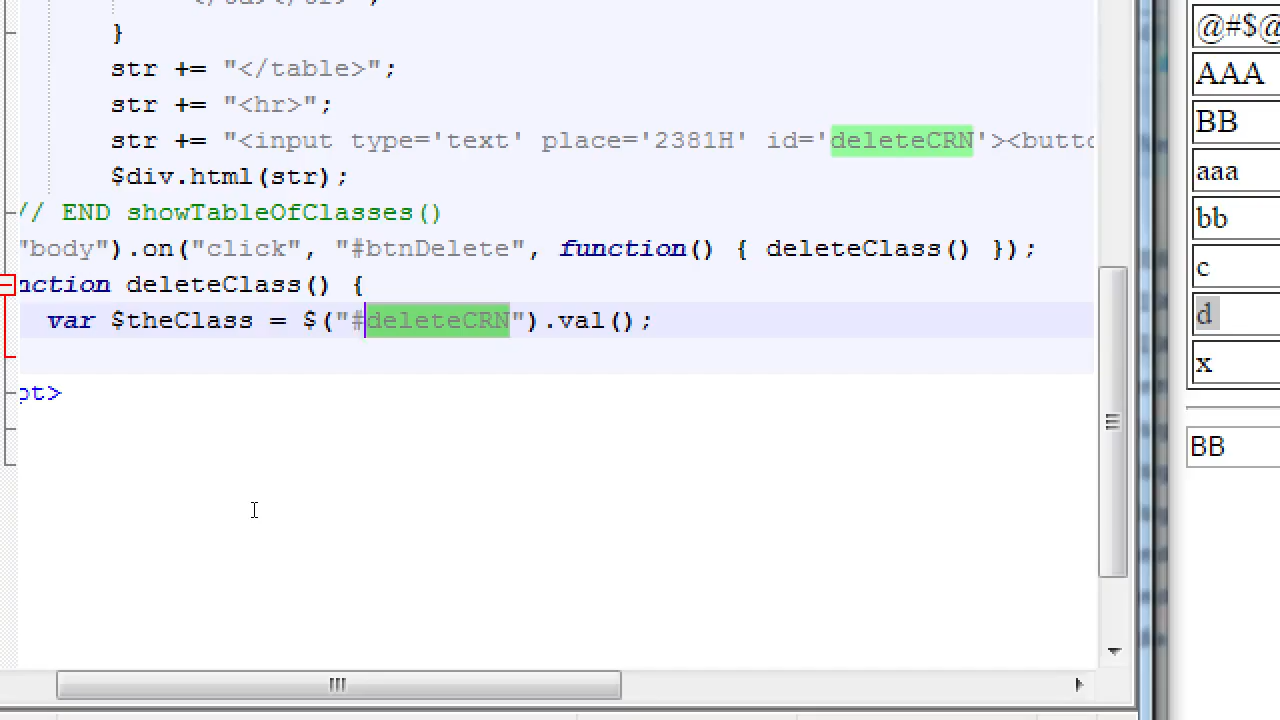 }
str += "</table>";
str += "<hr>";
str += "<input type='text' place='2381H' id='deleteCRN'><butto
$div.html(str);
// END showTableOfClasses()
"body").on("click", "#btnDelete", function() { deleteClass() });
nction deleteClass() {
var $theClass = $("#deleteCRN").val();
pt>
@#$@
AAA
BB
aaa
bb
c
d
x
BB